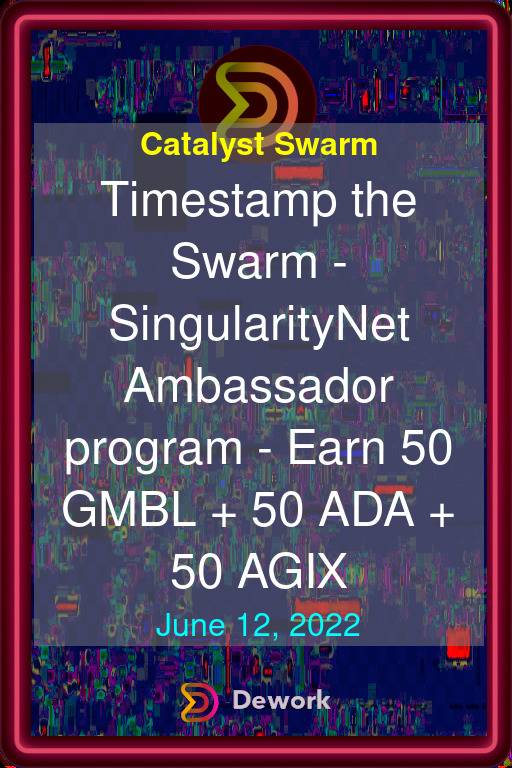 Catalyst Swarm
Timestamp the
Swarm -
SingularityNet
Ambassador
program - Earn 50
GMBL + 50 ADA +
50 AGIX
June 12, 2022
Dework